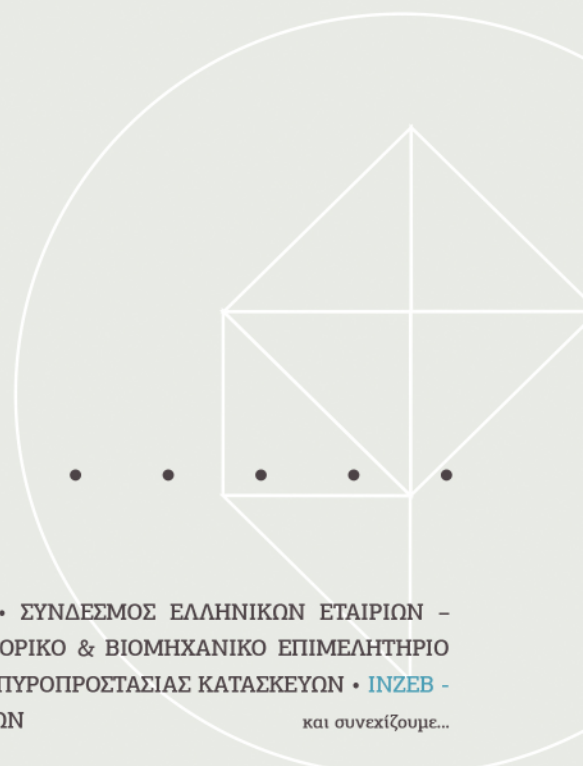 • ΣΥΝΔΕΣΜΟΣ ΕΛΛΗΝΙΚΩΝ ΕΤΑΙΡΙΩΝ –
ΟΡΙΚΟ & ΒΙΟΜΗΧΑΝΙΚΟ ΕΠΙΜΕΛΗΤΗΡΙΟ
ΠΥΡΟΠΡΟΣΤΑΣΙΑΣ ΚΑΤΑΣΚΕΥΩΝ • INZEB -
ΩΝ και συνεχίζουμε...